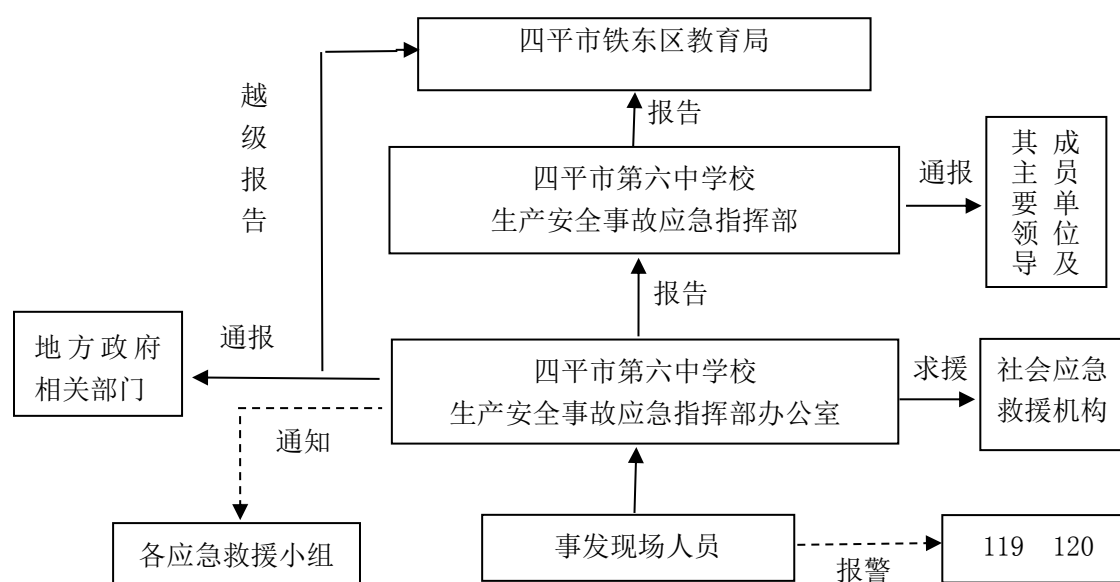 四平市铁东区教育局
越级报告
报告
四平市第六中学校
生产安全事故应急指挥部
通报
成员单位及
其主要领导
报告
地方政府
相关部门
通报
四平市第六中学校
生产安全事故应急指挥部办公室
求援
社会应急
救援机构
通知
各应急救援小组
事发现场人员
报警
119 120